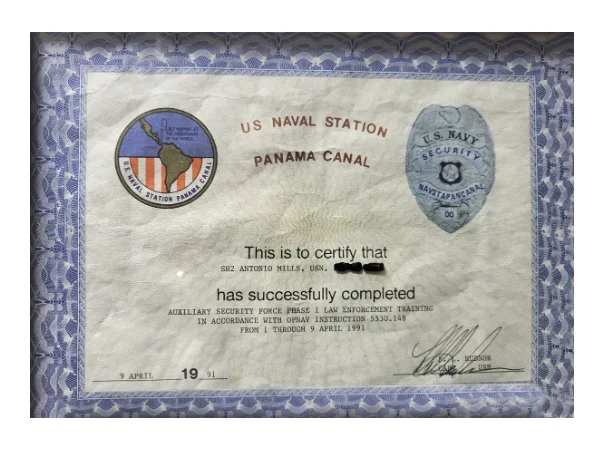 U.S. NAVAL STATION PANAMA CANAL
US NAVAL STATION
PANAMA CANAL
U.S. NAVY
SECURITY
NAVSTAPANCANAL
00
This is to certify that
SH2 ANTONIO MILLS, USN,
has successfully completed
AUXILIARY SECURITY FORCE PHASE I LAW ENFORCEMENT TRAINING
IN ACCORDANCE WITH OPNAV INSTRUCTION 5530.14B
FROM 1 THROUGH 9 APRIL 1991
HUDNOR
USN
9 APRIL 19 91